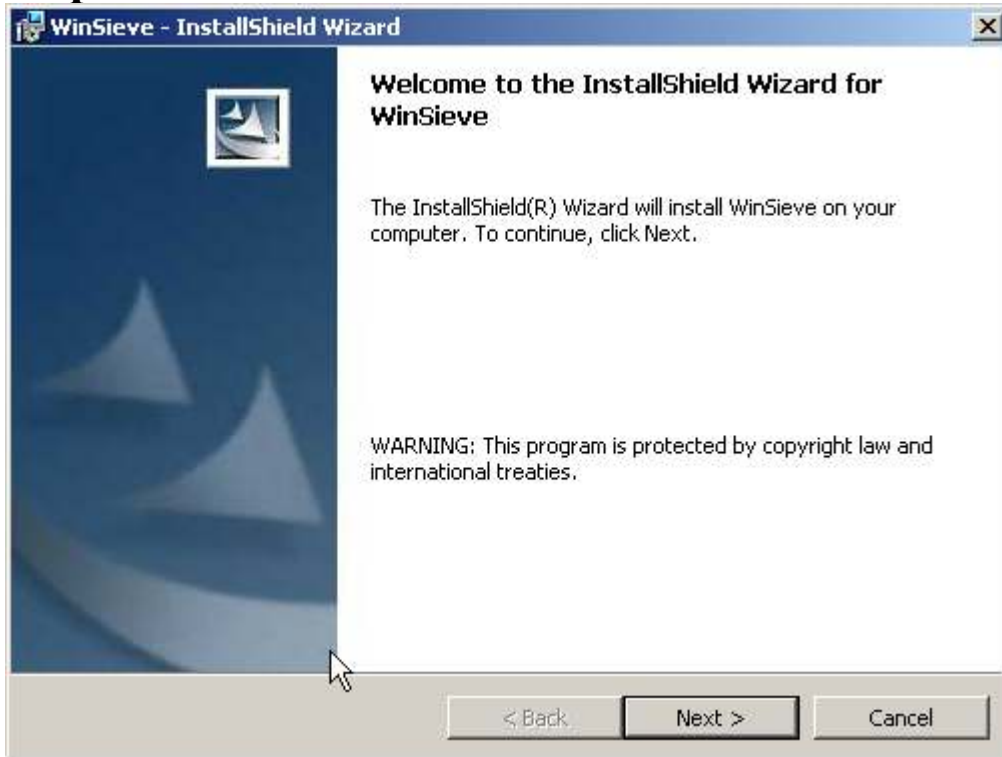 WinSieve - InstallShield Wizard
Welcome to the InstallShield Wizard for
WinSieve
The InstallShield(R) Wizard will install WinSieve on your
computer. To continue, click Next.
WARNING: This program is protected by copyright law and
international treaties.
< Back Next > Cancel